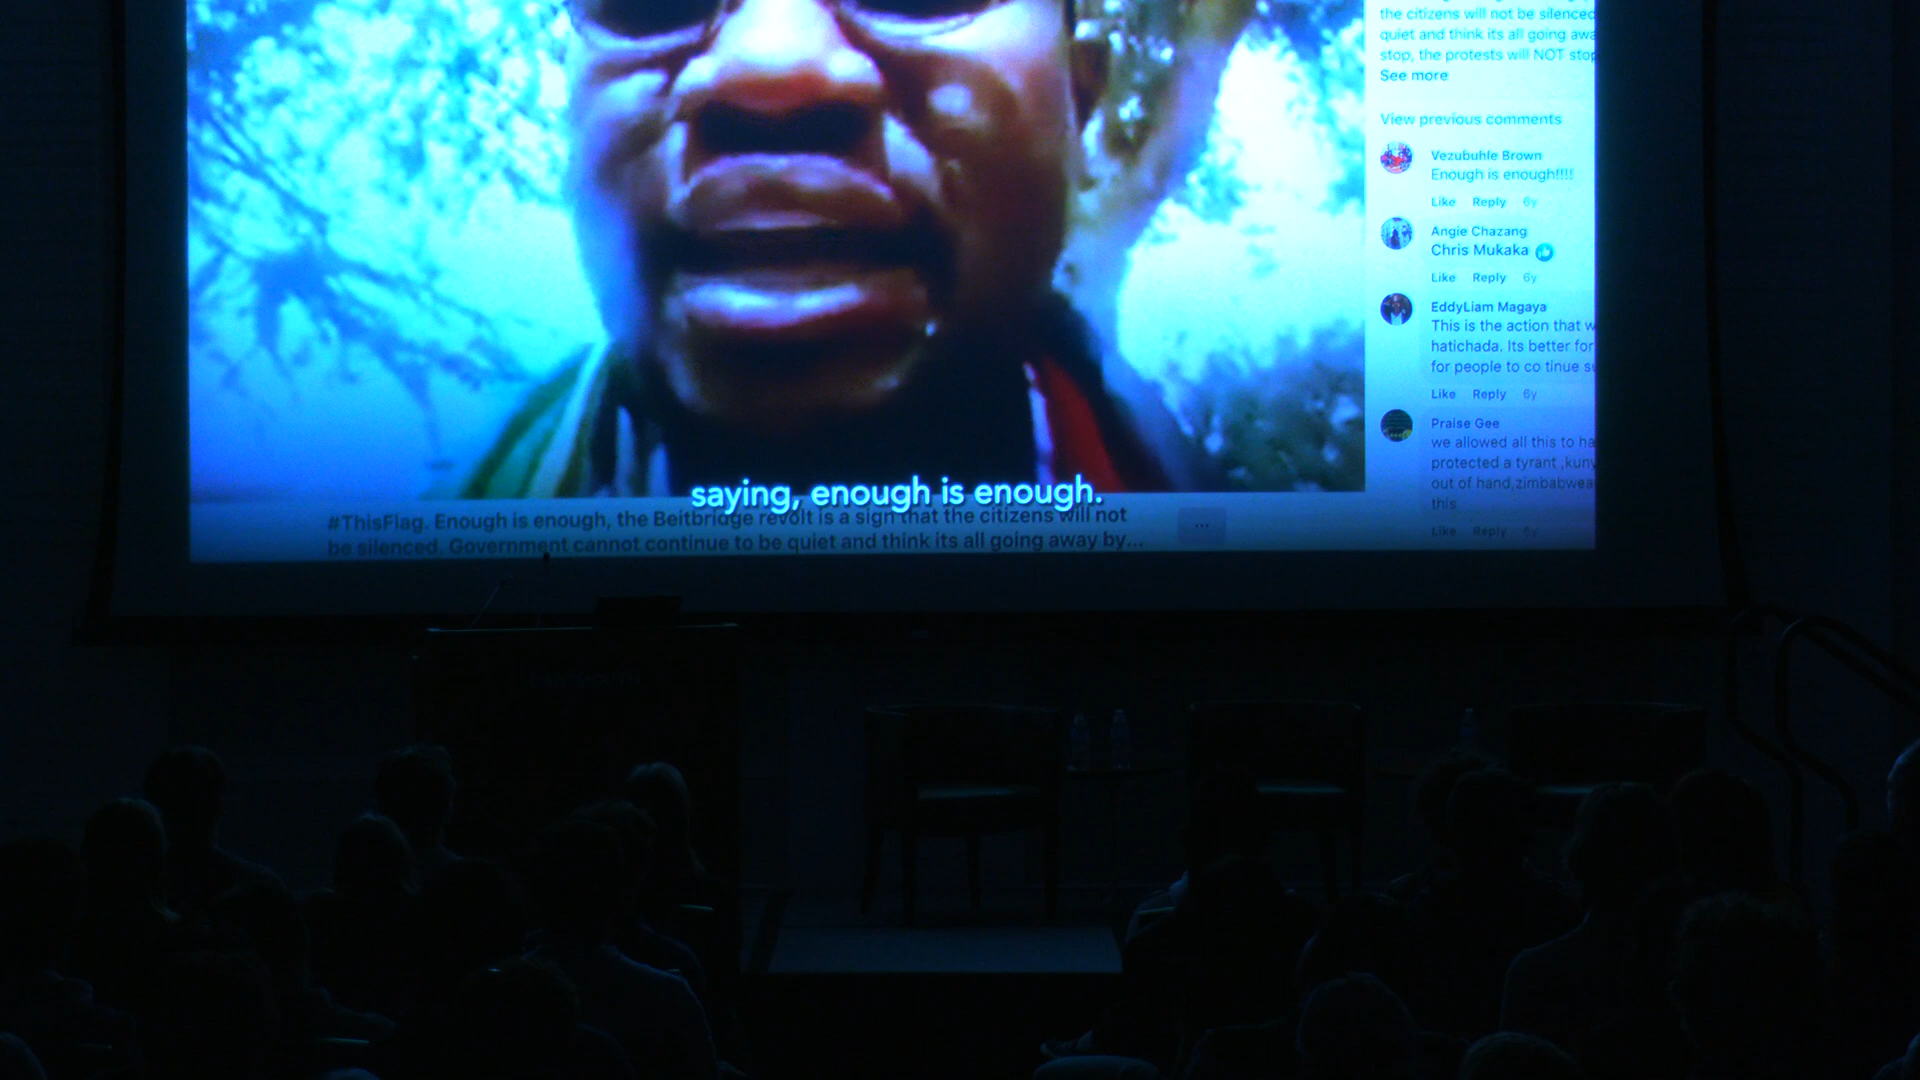 the citizens will not be silenced
quiet and think its all going awa
stop, the protests will NOT stop
See more
View previous comments
Vezubuhle Brown
Enough is enough!!!!
Like Reply 6y
Angie Chazang
Chris Mukaka
Like Reply 6y
EddyLiam Magaya
This is the action that w
hatichada. Its better for
for people to co tinue su
Like Reply 6y
Praise Gee
we allowed all this to ha
protected a tyrant ,kuny
out of hand,zimbabwea
this
Like Reply 6y
saying, enough is enough.
#ThisFlag. Enough is enough, the Beitbridge revolt is a sign that the citizens will not
be silenced. Government cannot continue to be quiet and think its all going away by...